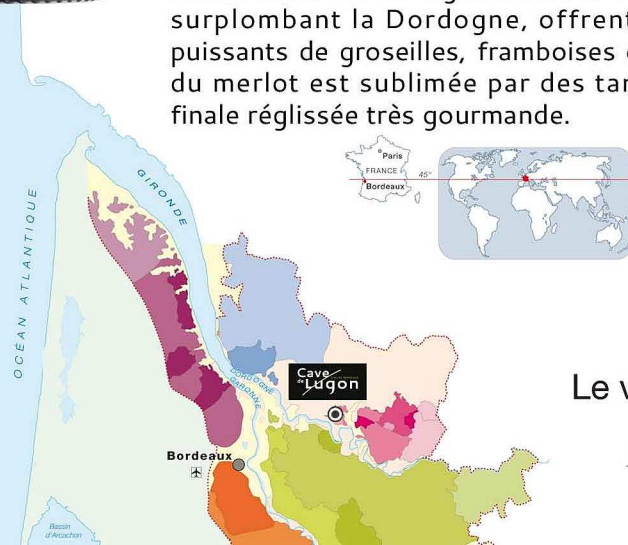 surplombant la Dordogne, offrent
puissants de groseilles, framboises
du merlot est sublimée par des
finale réglissée très gourmande.
Paris
FRANCE
45°
Bordeaux
GIRONDE
OCÉAN ATLANTIQUE
DORDOGNE
GARONNE
Cave
de Lugon
Le
Bordeaux
Bassin
d'Arcachon